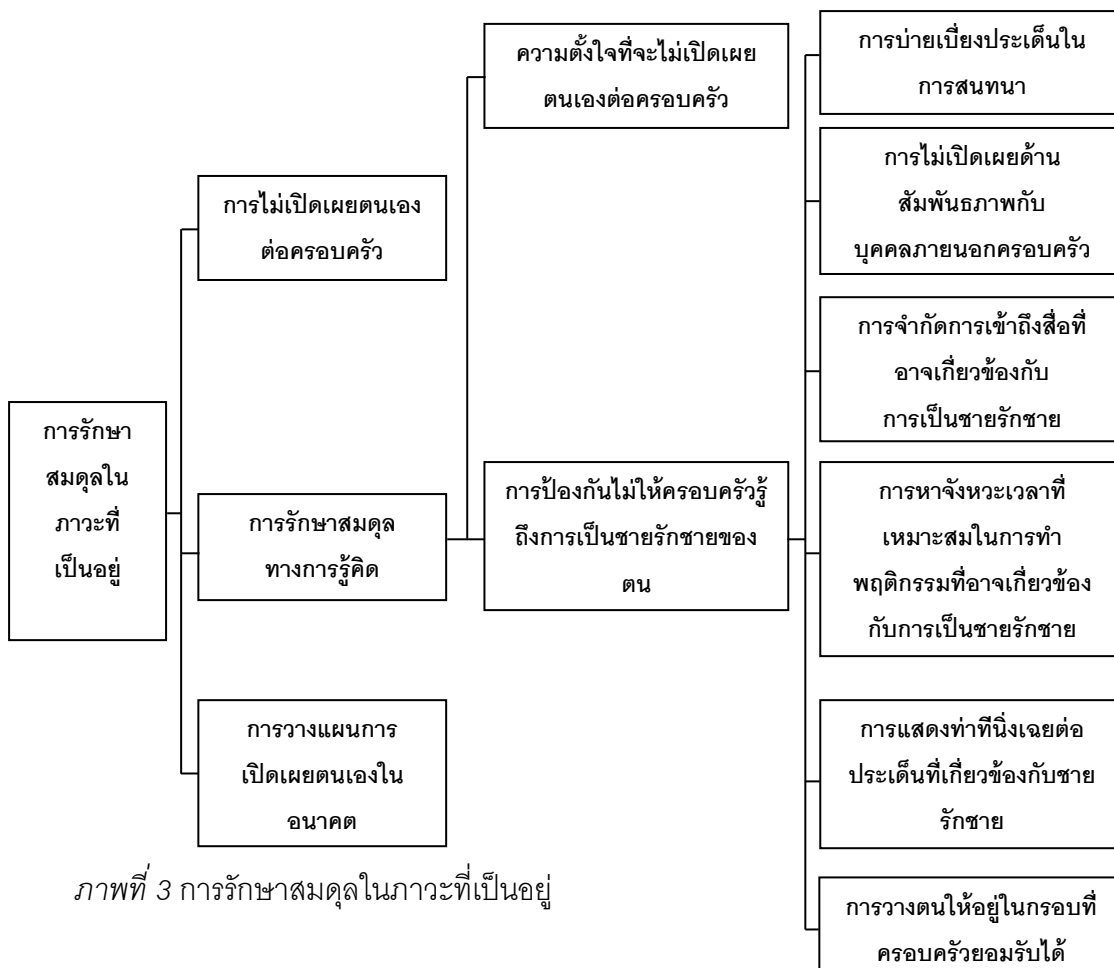 การรักษา
สมดุลใน
ภาวะที่
เป็นอยู่
การไม่เปิดเผยตนเอง
ต่อครอบครัว
การรักษาสมดุล
ทางการรู้คิด
การวางแผนการ
เปิดเผยตนเองใน
อนาคต
ความตั้งใจที่จะไม่เปิดเผย
ตนเองต่อครอบครัว
การป้องกันไม่ให้ครอบครัวรู้
ถึงการเป็นชายรักชายของ
ตน
การบ่ายเบี่ยงประเด็นใน
การสนทนา
การไม่เปิดเผยด้าน
สัมพันธภาพกับ
บุคคลภายนอกครอบครัว
การจำกัดการเข้าถึงสื่อที่
อาจเกี่ยวข้องกับ
การเป็นชายรักชาย
การหาจังหวะเวลาที่
เหมาะสมในการทำ
พฤติกรรมที่อาจเกี่ยวข้อง
กับการเป็นชายรักชาย
การแสดงท่าทีนิ่งเฉยต่อ
ประเด็นที่เกี่ยวข้องกับชาย
รักชาย
การวางตนให้อยู่ในกรอบที่
ครอบครัวยอมรับได้
ภาพที่ 3 การรักษาสมดุลในภาวะที่เป็นอยู่